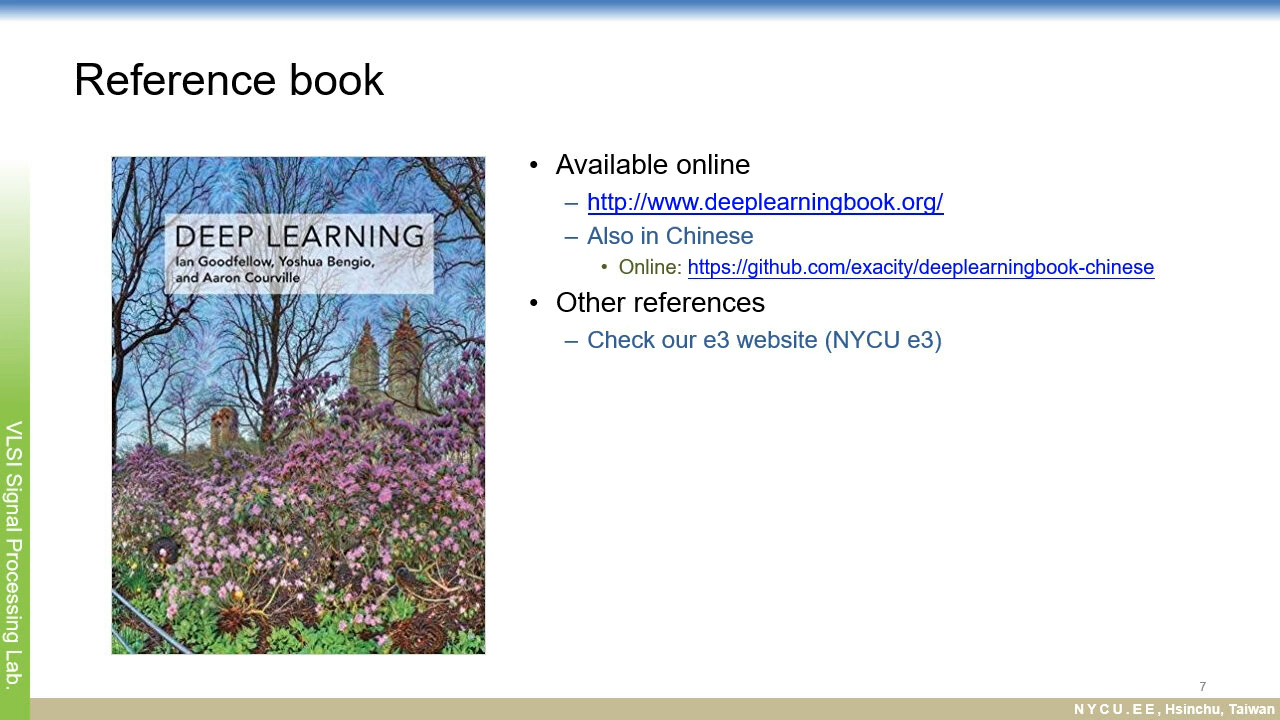 Reference book
DEEP LEARNING
Ian Goodfellow, Yoshua Bengio,
and Aaron Courville
• Available online
– http://www.deeplearningbook.org/
– Also in Chinese
• Online: https://github.com/exacity/deeplearningbook-chinese
• Other references
– Check our e3 website (NYCU e3)
VLSI Signal Processing Lab.
7
NYCU.EE, Hsinchu, Taiwan